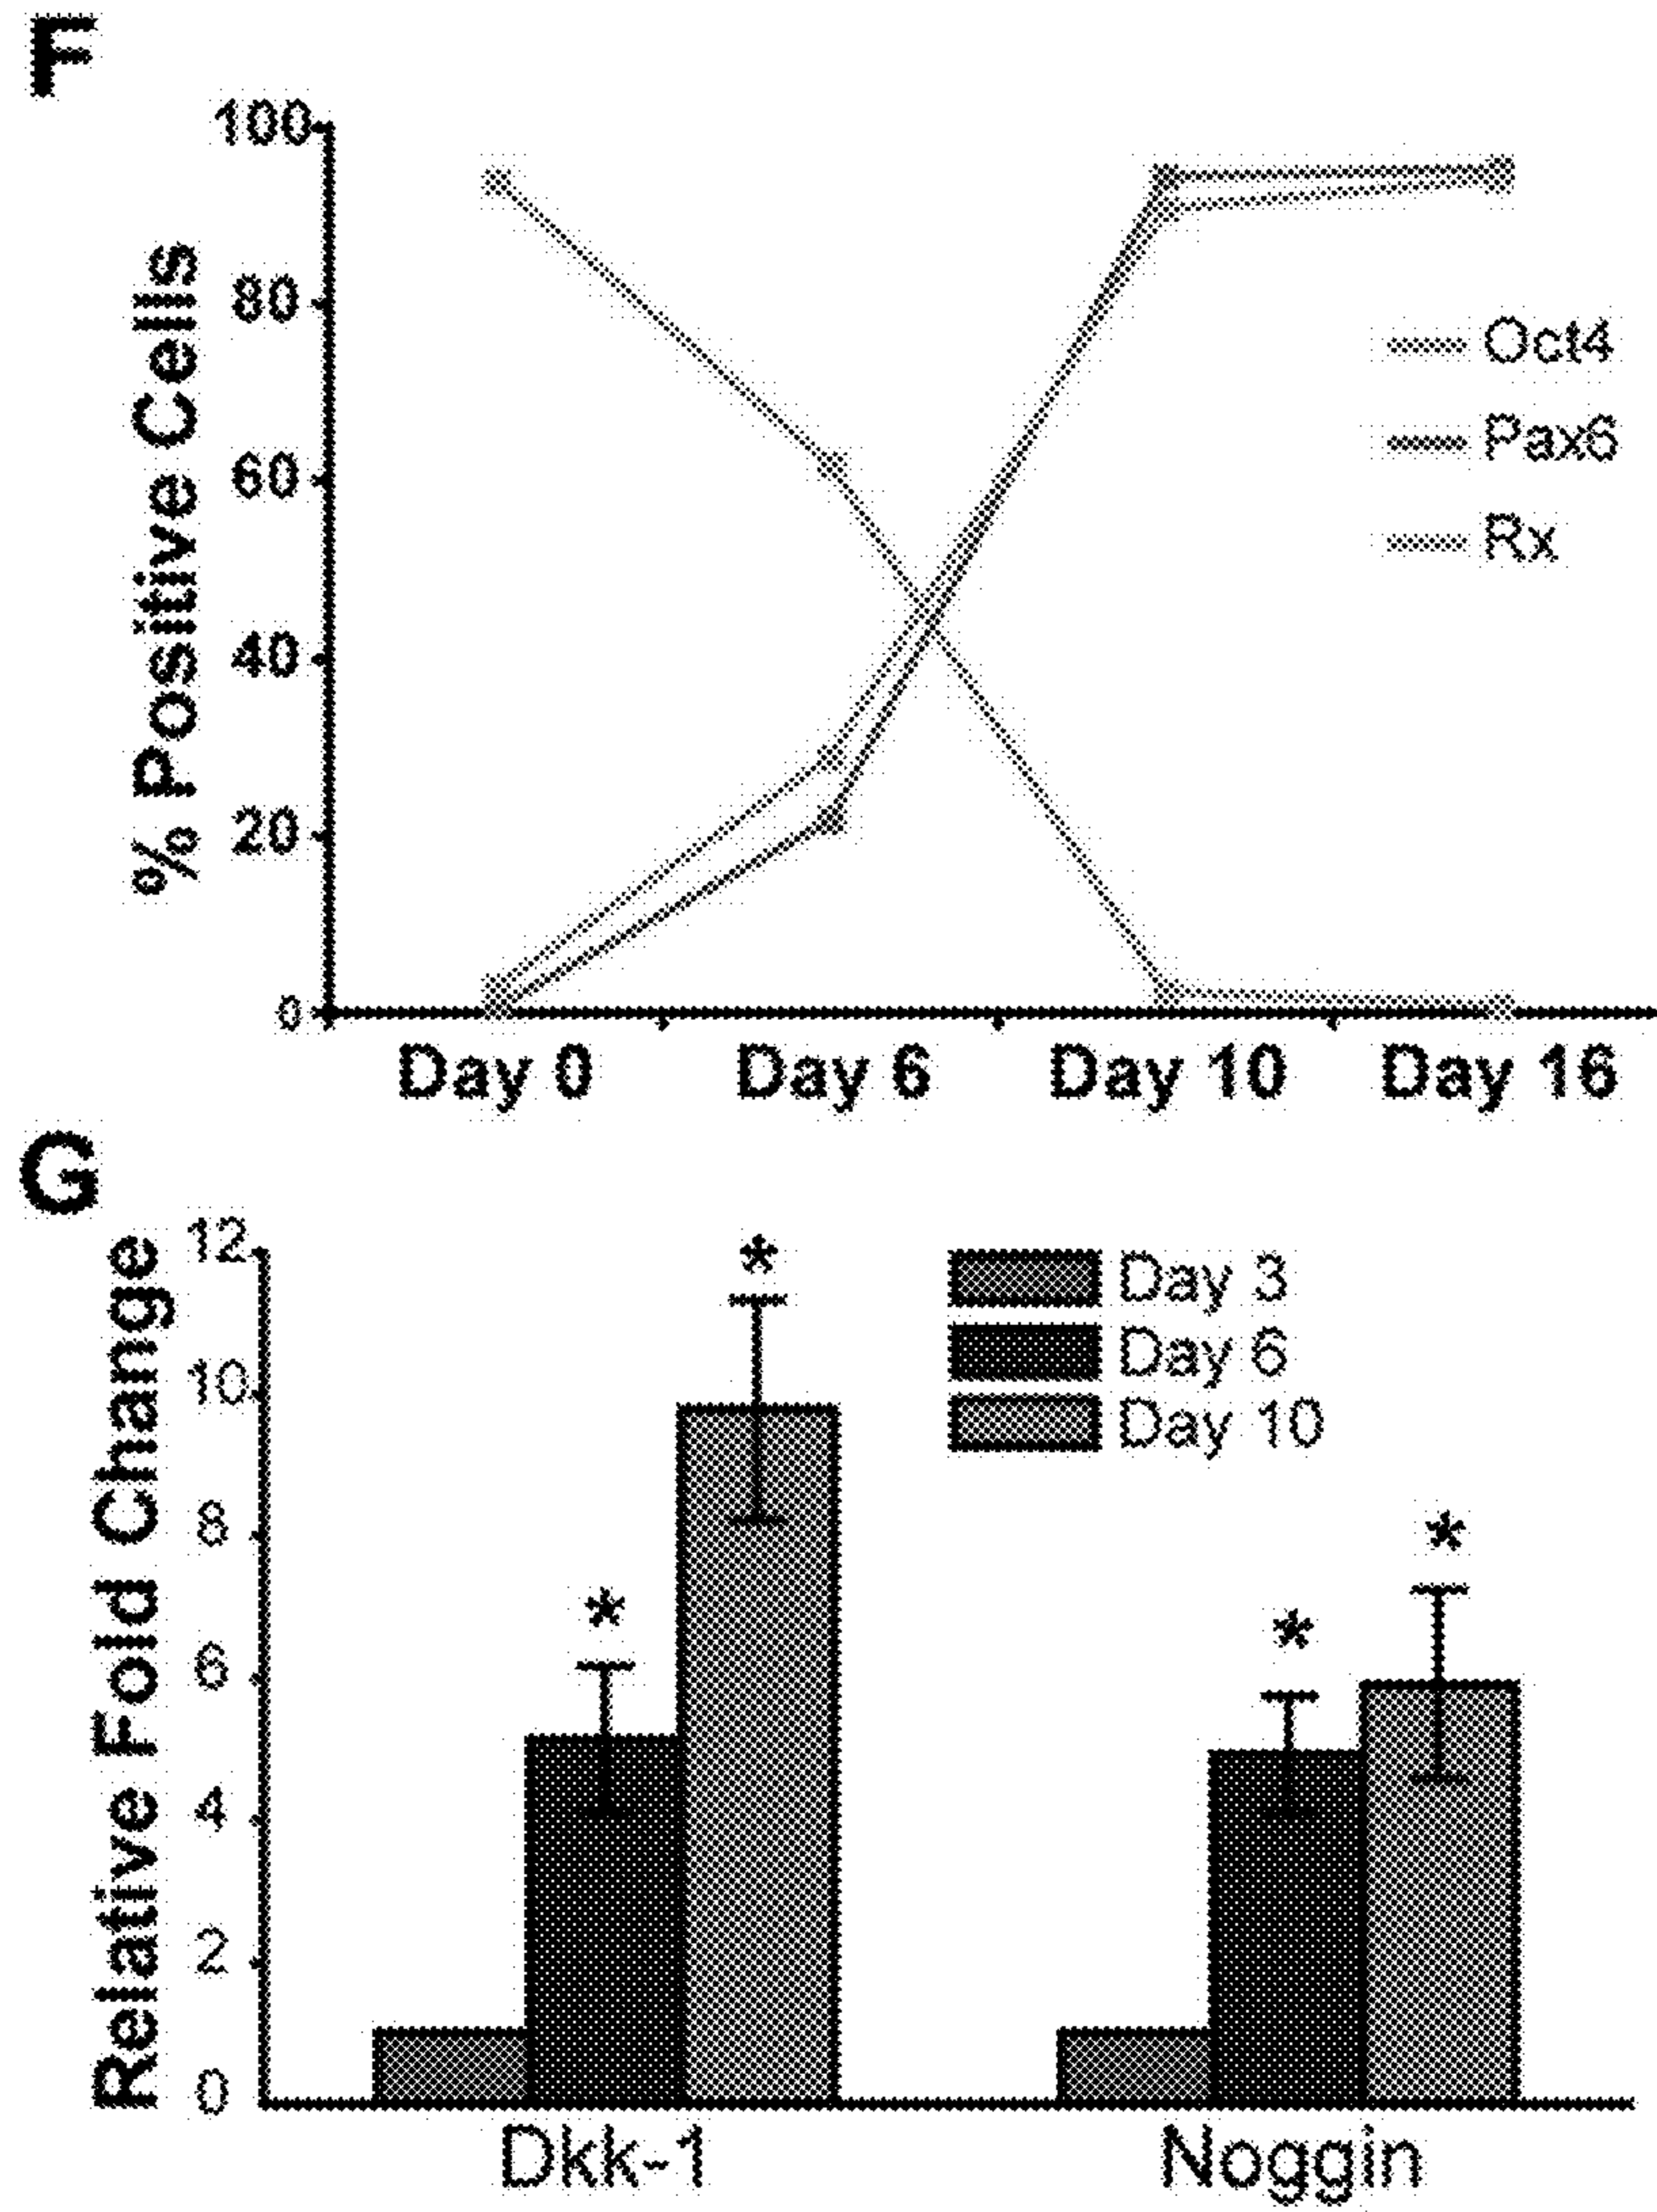 F
% Positive Cells
100
80
60
40
20
0
Oct4
Pax6
Rx
Day 0 Day 6 Day 10 Day 16
G
Relative Fold Change
12
10
8
6
4
2
0
*
*
*
*
Day 3
Day 6
Day 10
Dkk-1 Noggin